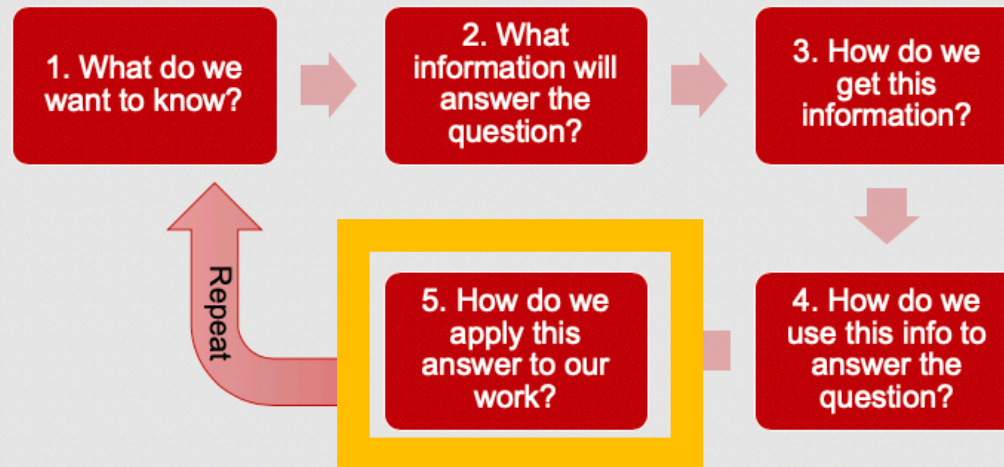 1. What do we
want to know?
2. What
information will
answer the
question?
3. How do we
get this
information?
4. How do we
use this info to
answer the
question?
5. How do we
apply this
answer to our
work?
Repeat